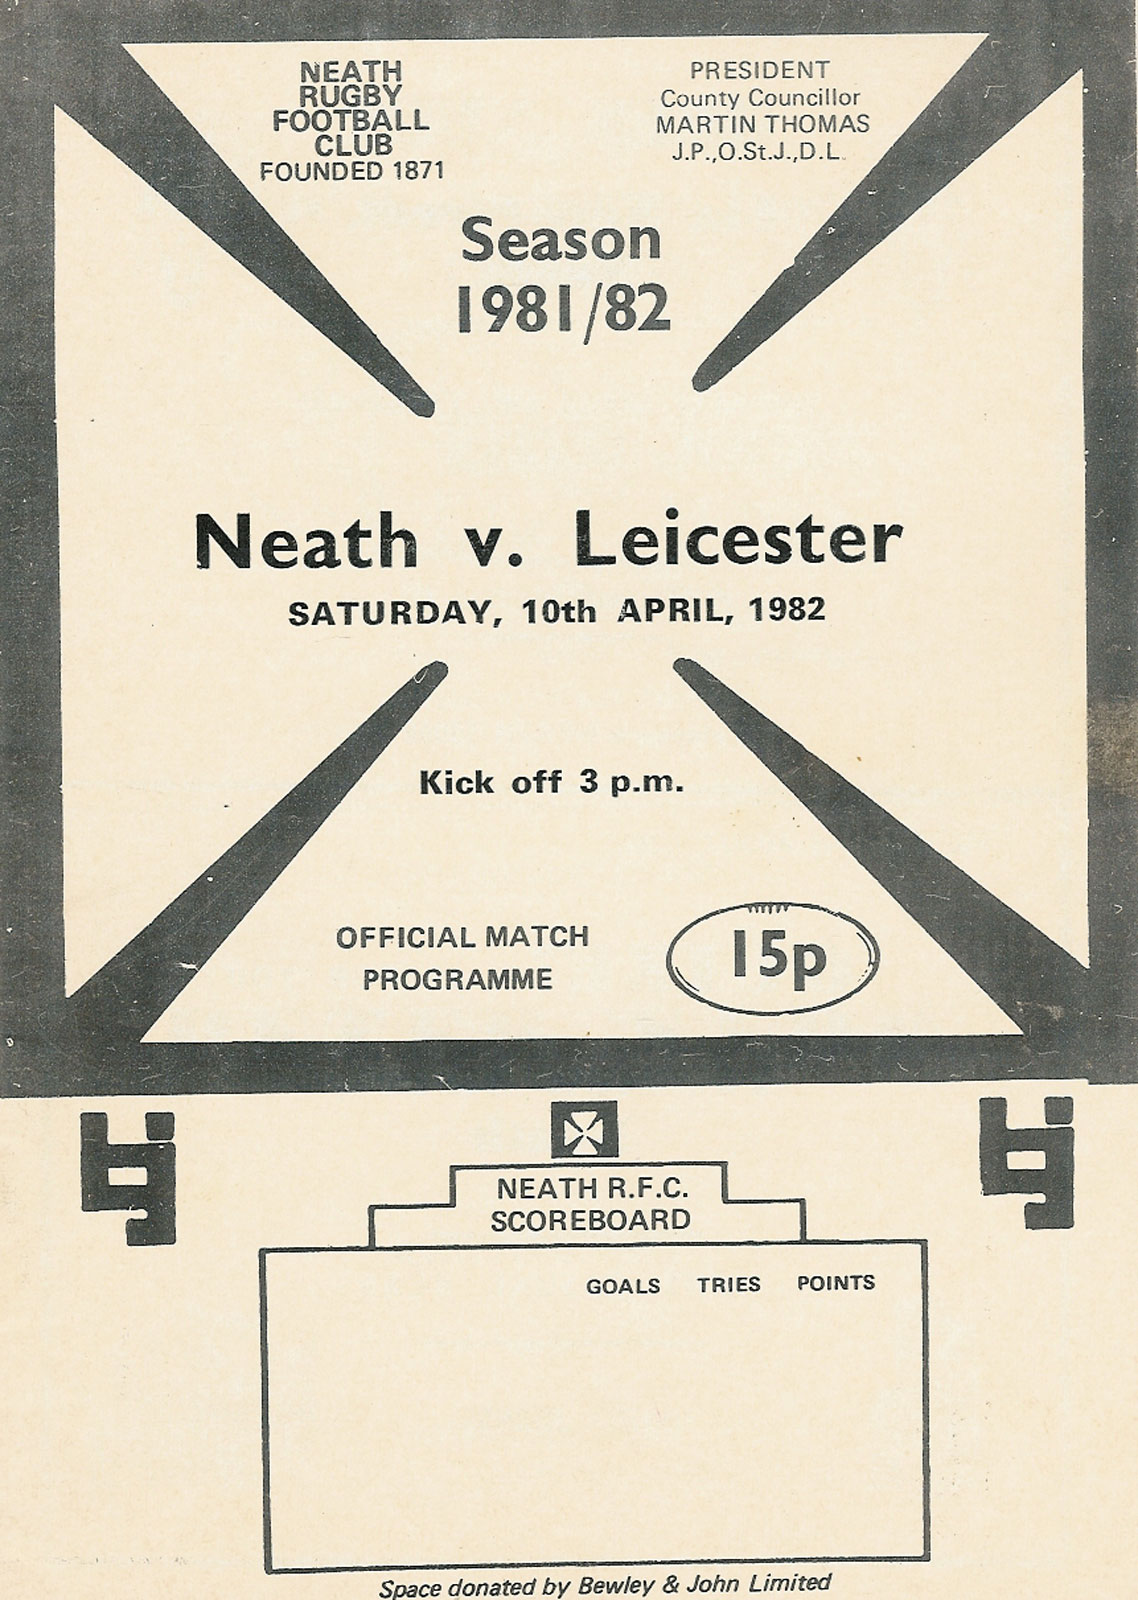 NEATH
RUGBY
FOOTBALL
CLUB
FOUNDED 1871
PRESIDENT
County Councillor
MARTIN THOMAS
J.P.,O.St.J.,D.L.
Season
1981/82
Neath v. Leicester
SATURDAY, 10th APRIL, 1982
Kick off 3 p.m.
OFFICIAL MATCH
PROGRAMME
15p
NEATH R.F.C.
SCOREBOARD
GOALS TRIES POINTS
Space donated by Bewley & John Limited